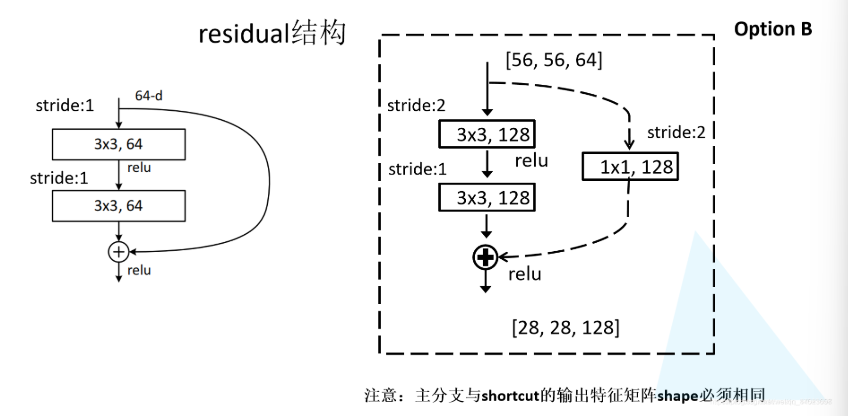 residual结构
Option B
64-d
stride:1
3x3, 64
relu
stride:1
3x3, 64
relu
[56, 56, 64]
stride:2
3x3, 128
relu
stride:1
3x3, 128
stride:2
1x1, 128
relu
[28, 28, 128]
注意：主分支与shortcut的输出特征矩阵shape必须相同